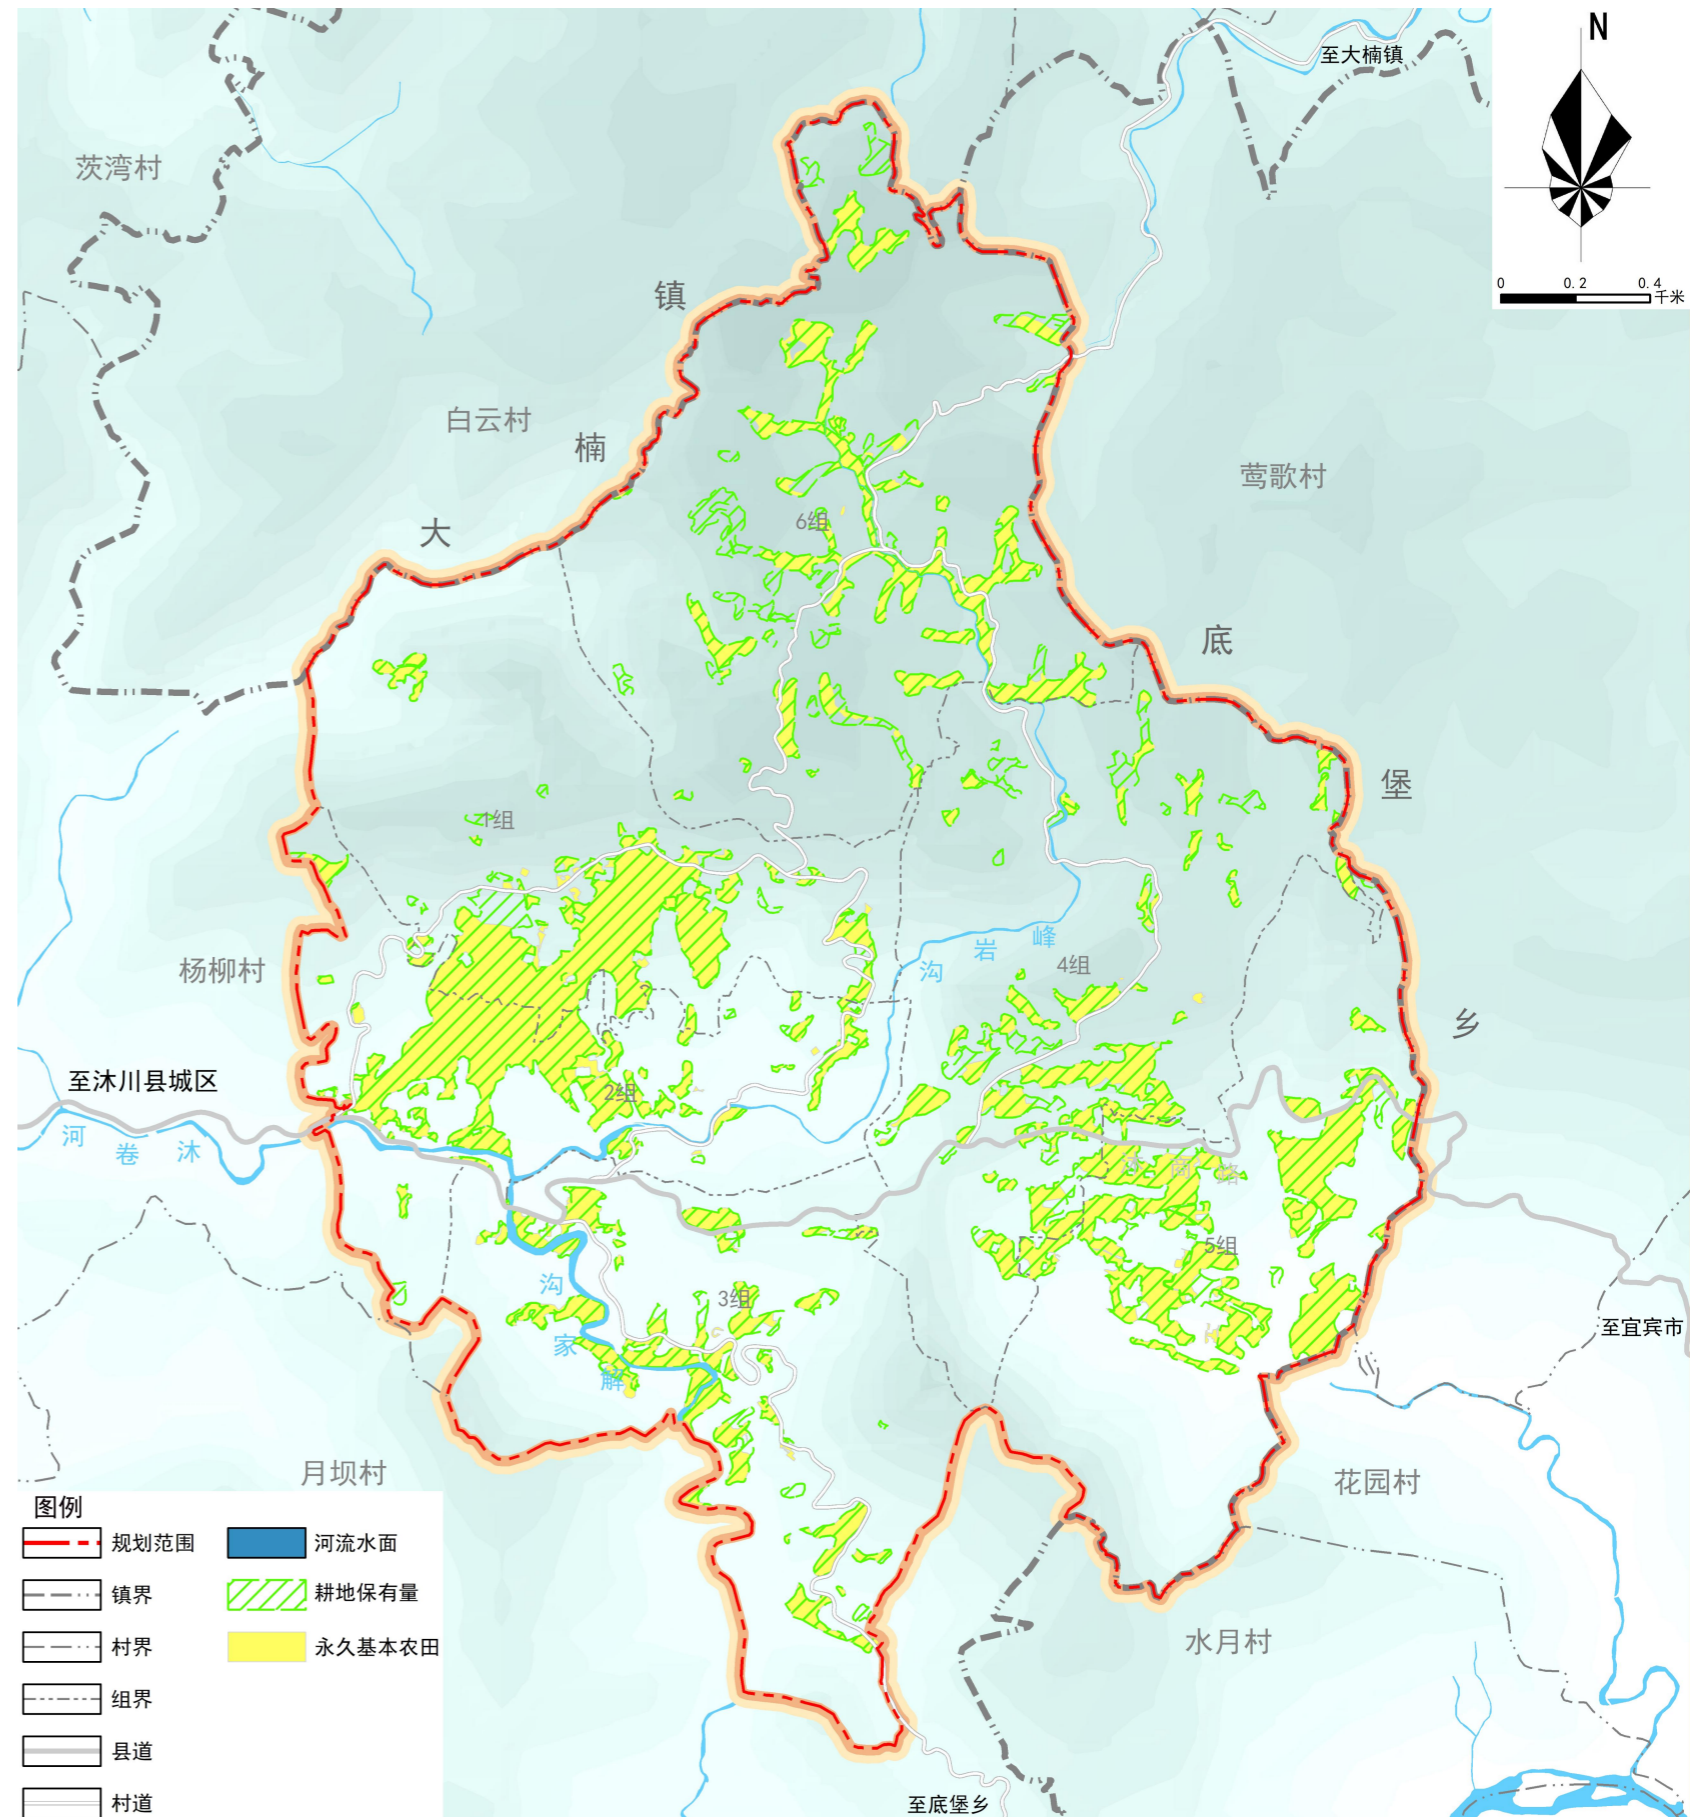 N
至大楠镇
0 0.2 0.4
千米
茨湾村
镇
白云村
楠
大
莺歌村
6组
底
堡
1组
杨柳村
沟 岩 峰
4组
乡
至沐川县城区
2组
河 卷 沐
沐 简 路
5组
沟
3组
家
解
至宜宾市
月坝村
花园村
水月村
至底堡乡
图例
规划范围
河流水面
镇界
耕地保有量
村界
永久基本农田
组界
县道
村道